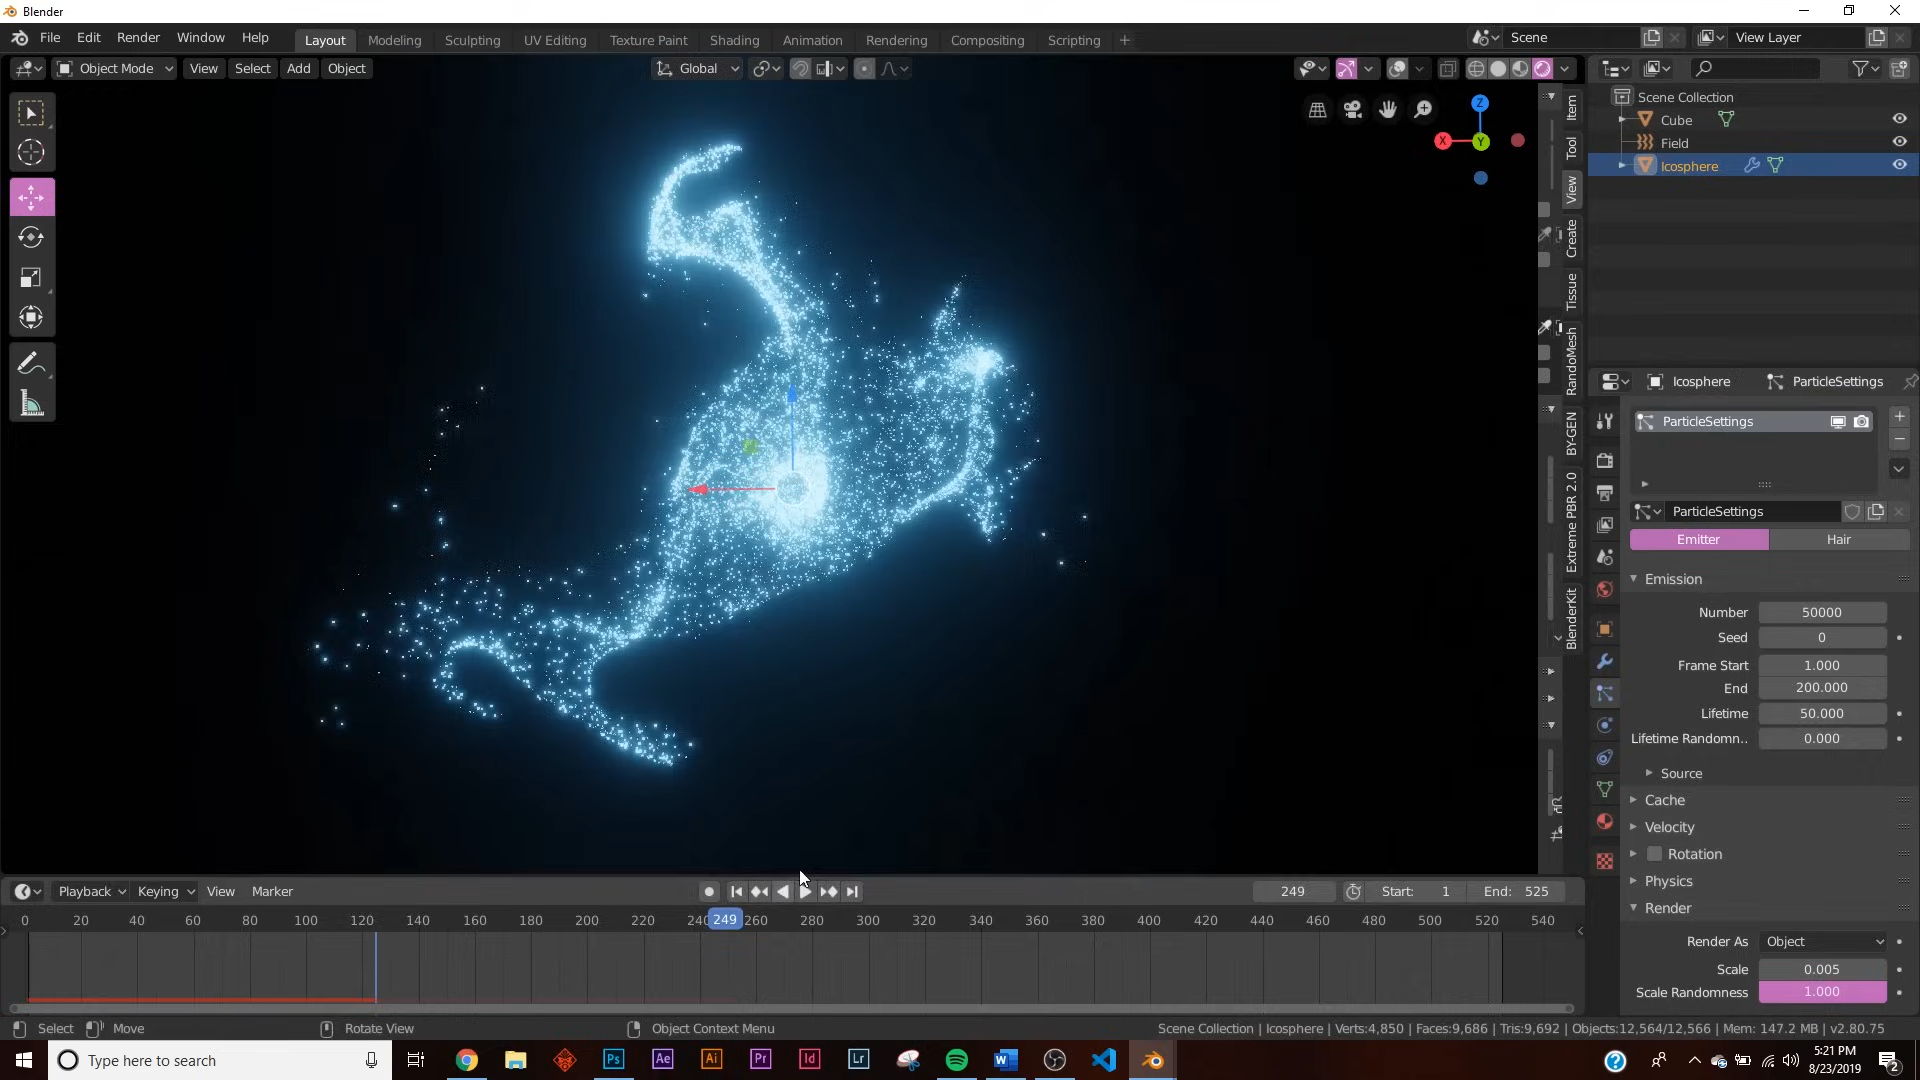 Blender
File Edit Render Window Help
Layout Modeling Sculpting UV Editing Texture Paint Shading Animation Rendering Compositing Scripting +
Scene
View Layer
Object Mode View Select Add Object
Global
Z
X
Y
Item
Tool
View
Create
Tissue
RandoMesh
BY-GEN
Extreme PBR 2.0
BlenderKit
Scene Collection
Cube
Field
Icosphere
Icosphere ParticleSettings
ParticleSettings
ParticleSettings
Emitter Hair
Emission
Number 50000
Seed 0
Frame Start 1.000
End 200.000
Lifetime 50.000
Lifetime Randomn.. 0.000
Source
Cache
Velocity
Rotation
Physics
Render
Render As Object
Scale 0.005
Scale Randomness 1.000
Playback Keying View Marker
249 Start: 1 End: 525
0 20 40 60 80 100 120 140 160 180 200 220 240 249 260 280 300 320 340 360 380 400 420 440 460 480 500 520 540
Select Move Rotate View Object Context Menu
Scene Collection | Icosphere | Verts:4,850 | Faces:9,686 | Tris:9,692 | Objects:12,564/12,566 | Mem: 147.2 MB | v2.80.75
Type here to search
Ps Ae Ai Pr Id Lr
5:21 PM
8/23/2019
2